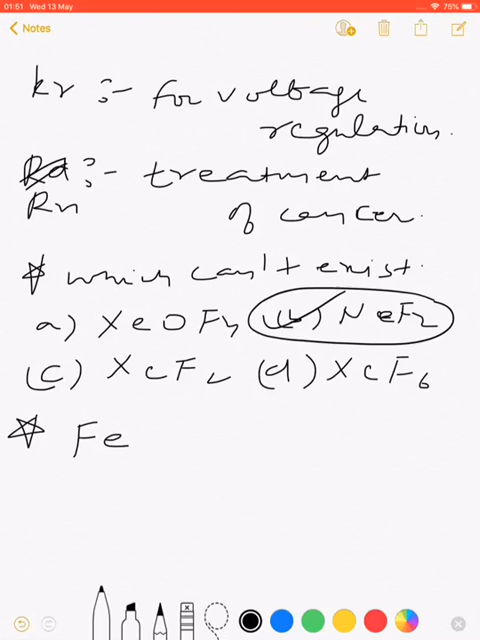 01:51 Wed 13 May 75%
Notes
Kr :- for voltage
regulation.
:- treatment
Rn of cancer.
☆ which can't exist.
a) XeOF4 (b) NeF2
(c) XeF2 (d) XeF6
☆ Fe